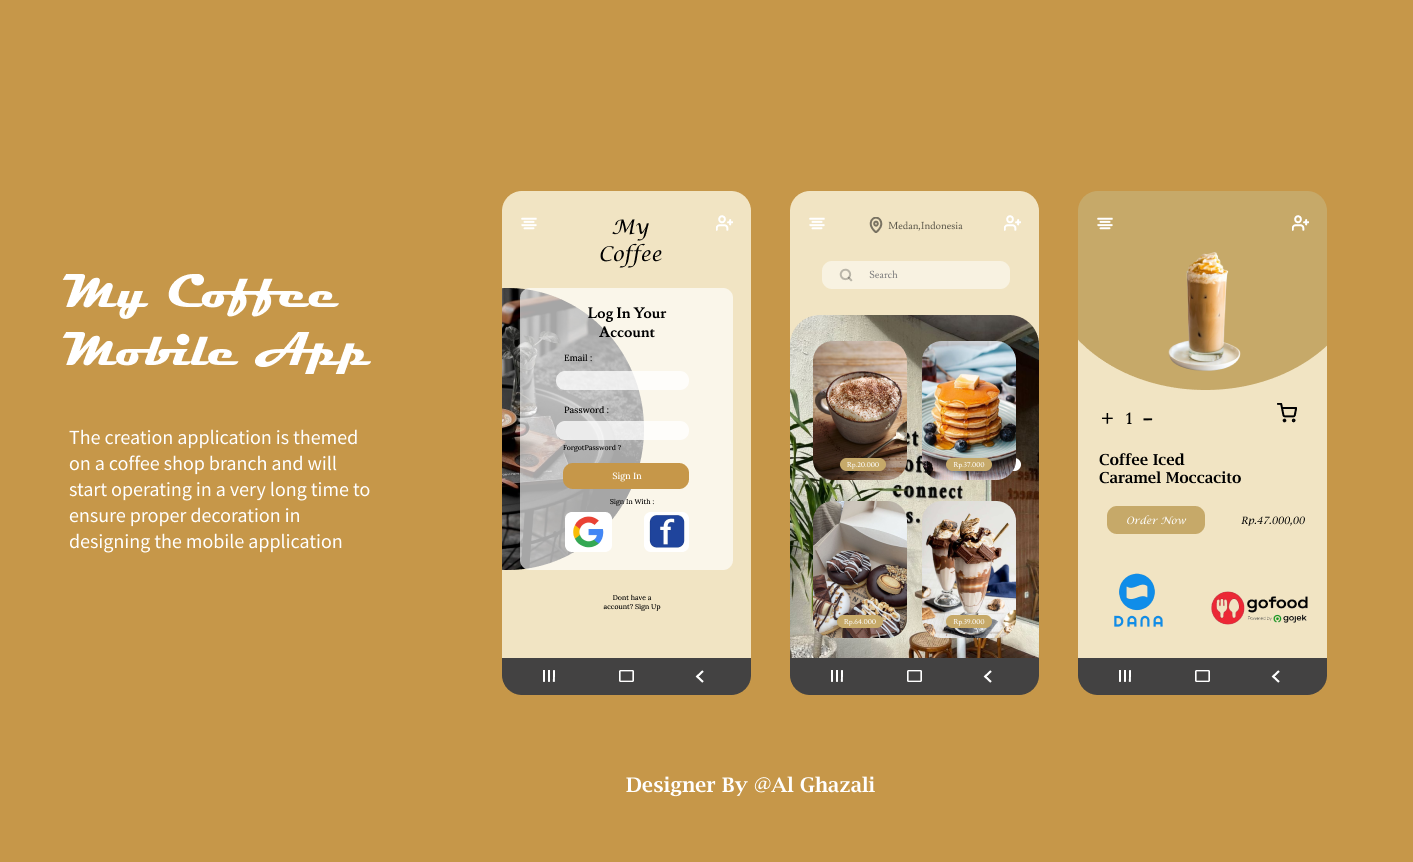 My Coffee
Mobile App
The creation application is themed
on a coffee shop branch and will
start operating in a very long time to
ensure proper decoration in
designing the mobile application
My
Coffee
Log In Your
Account
Email :
Password :
ForgotPassword ?
Sign In
Sign In With :
Dont have a
account? Sign Up
Medan,Indonesia
Search
Rp.20.000
Rp.37.000
connect
s.
Rp.64.000
Rp.39.000
+ 1 -
Coffee Iced
Caramel Moccacito
Order Now
Rp.47.000,00
DANA
gofood
Powered by gojek
Designer By @Al Ghazali